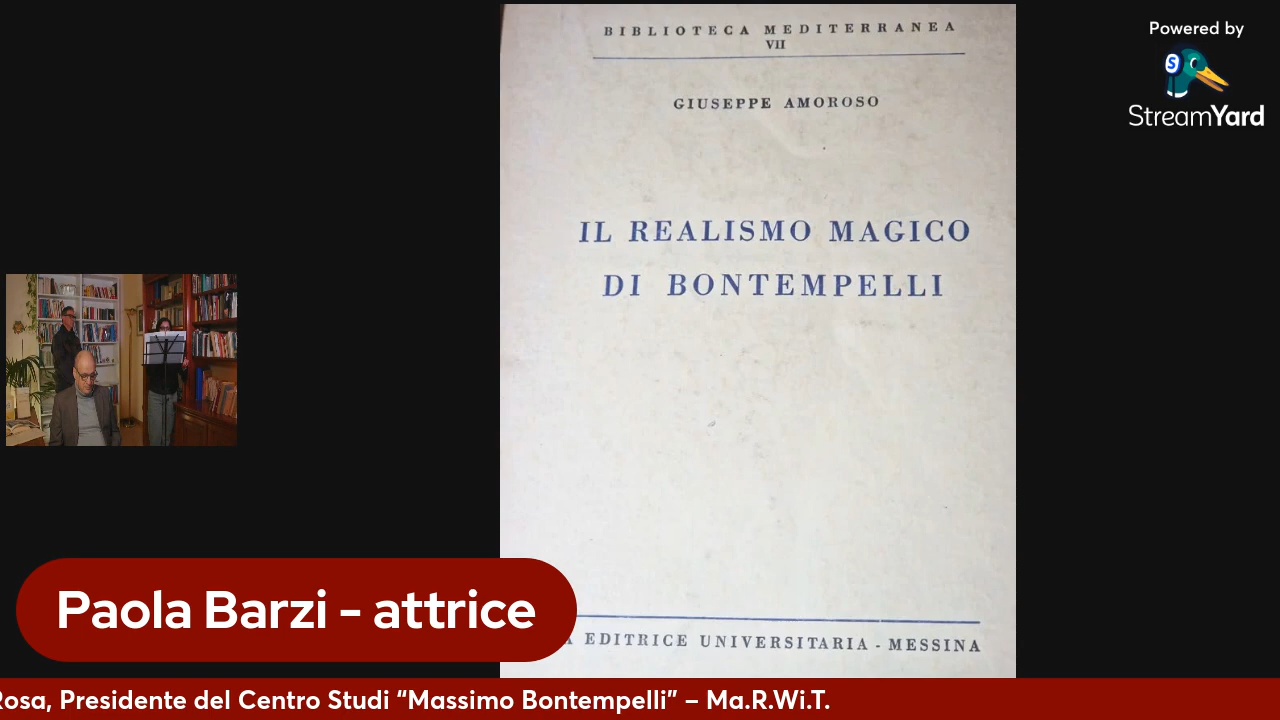 BIBLIOTECA MEDITERRANEA
VII
GIUSEPPE AMOROSO
IL REALISMO MAGICO
DI BONTEMPELLI
EDITRICE UNIVERSITARIA - MESSINA
Powered by
StreamYard
Paola Barzi - attrice
Rosa, Presidente del Centro Studi “Massimo Bontempelli” – Ma.R.Wi.T.